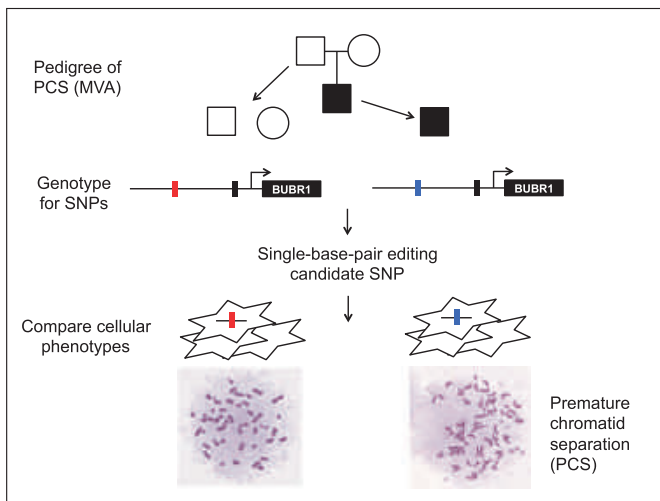 Pedigree of
PCS (MVA)
Genotype
for SNPs
BUBR1
BUBR1
Single-base-pair editing
candidate SNP
Compare cellular
phenotypes
Premature
chromatid
separation
(PCS)